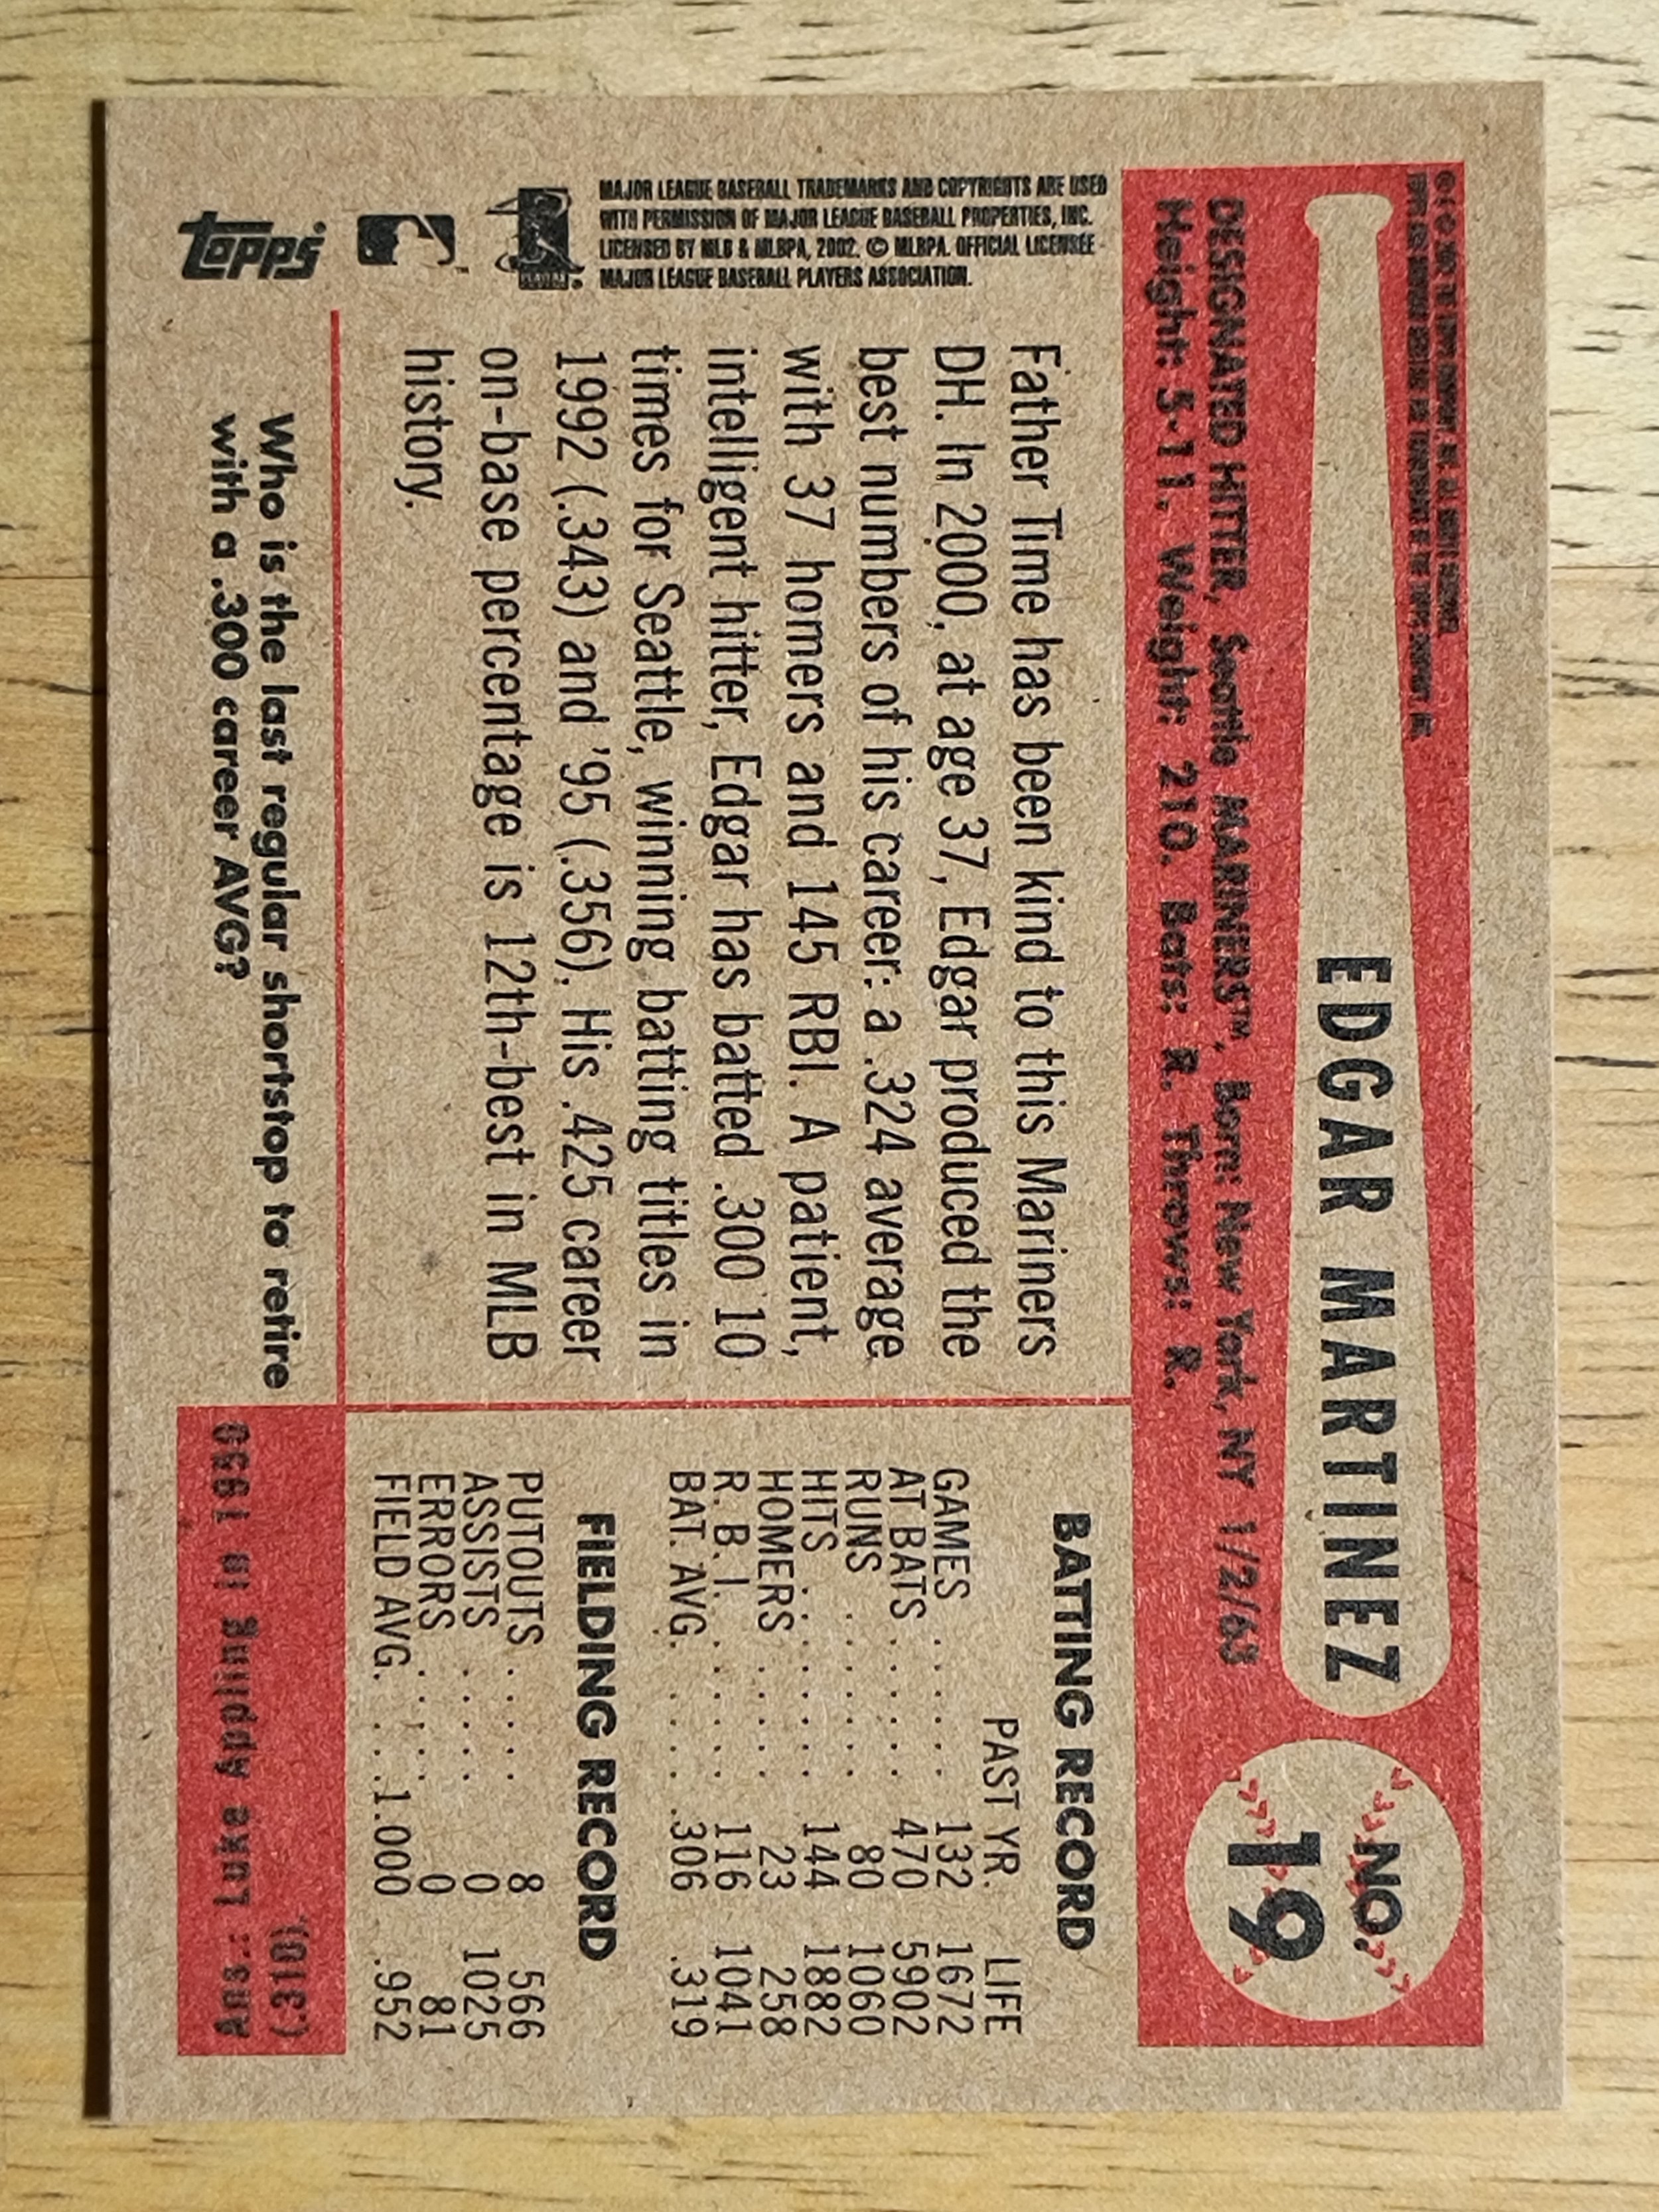 EDGAR MARTINEZ
NO.
19
DESIGNATED HITTER, Seattle MARINERS™. Born: New York, NY 1/2/63
Height: 5-11. Weight: 210. Bats: R. Throws: R.
MAJOR LEAGUE BASEBALL TRADEMARKS AND COPYRIGHTS ARE USED
WITH PERMISSION OF MAJOR LEAGUE BASEBALL PROPERTIES, INC.
LICENSED BY MLB & MLBPA, 2002. © MLBPA. OFFICIAL LICENSEE -
MAJOR LEAGUE BASEBALL PLAYERS ASSOCIATION.
topps
Father Time has been kind to this Mariners
DH. In 2000, at age 37, Edgar produced the
best numbers of his career: a .324 average
with 37 homers and 145 RBI. A patient,
intelligent hitter, Edgar has batted .300 10
times for Seattle, winning batting titles in
1992 (.343) and '95 (.356). His .425 career
on-base percentage is 12th-best in MLB
history.
BATTING RECORD
PAST YR. LIFE
GAMES . . . . . 132 1672
AT BATS . . . . . 470 5902
RUNS . . . . . . 80 1060
HITS . . . . . . . 144 1882
HOMERS . . . . . 23 258
R. B. I. . . . . . 116 1041
BAT. AVG. . . . . .306 .319
FIELDING RECORD
PUTOUTS . . . . 8 566
ASSISTS . . . . 0 1025
ERRORS . . . . . 0 81
FIELD AVG. . . .1.000 .952
Who is the last regular shortstop to retire
with a .300 career AVG?
Ans.: Luke Appling in 1950
(.310).